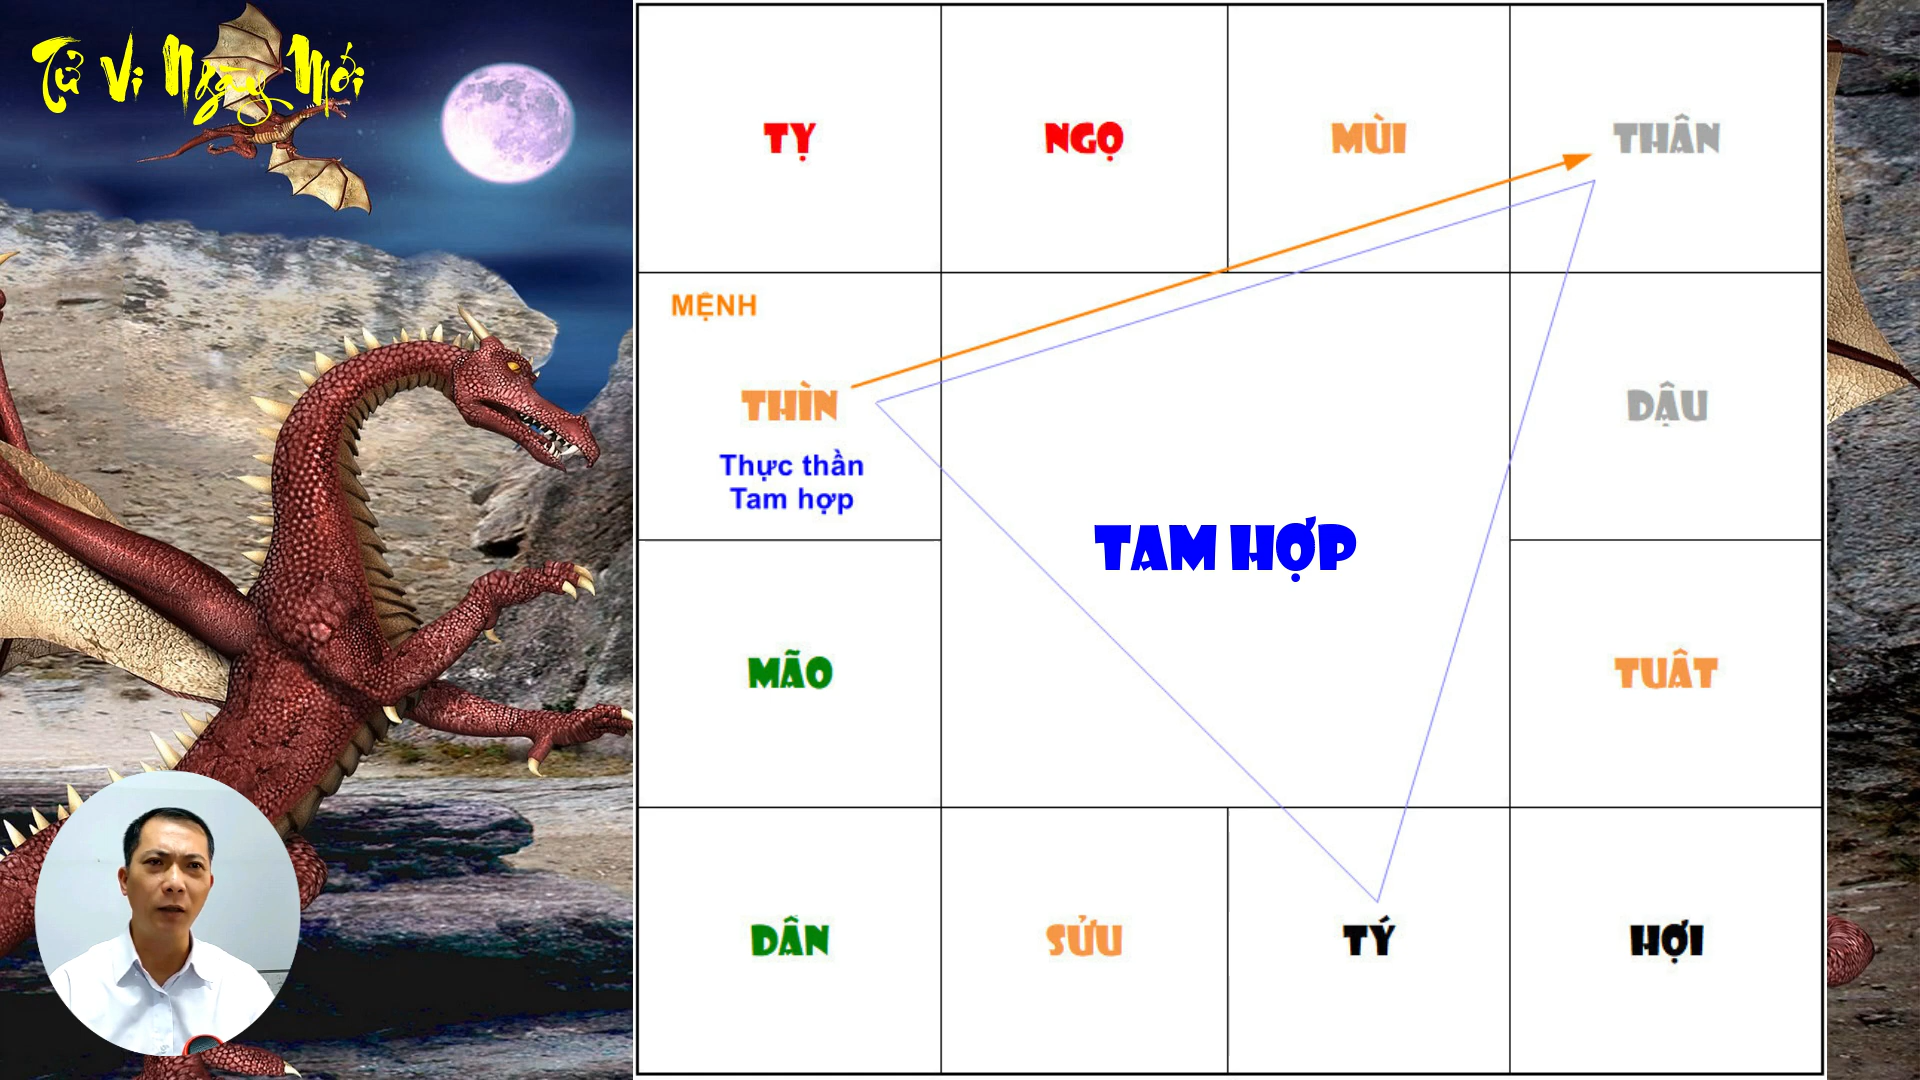 Tử Vi Ngày Mới
TỴ
NGỌ
MÙI
THÂN
MỆNH
THÌN
Thực thần
Tam hợp
DẬU
TAM HỢP
MÃO
TUẤT
DẦN
SỬU
TÝ
HỢI